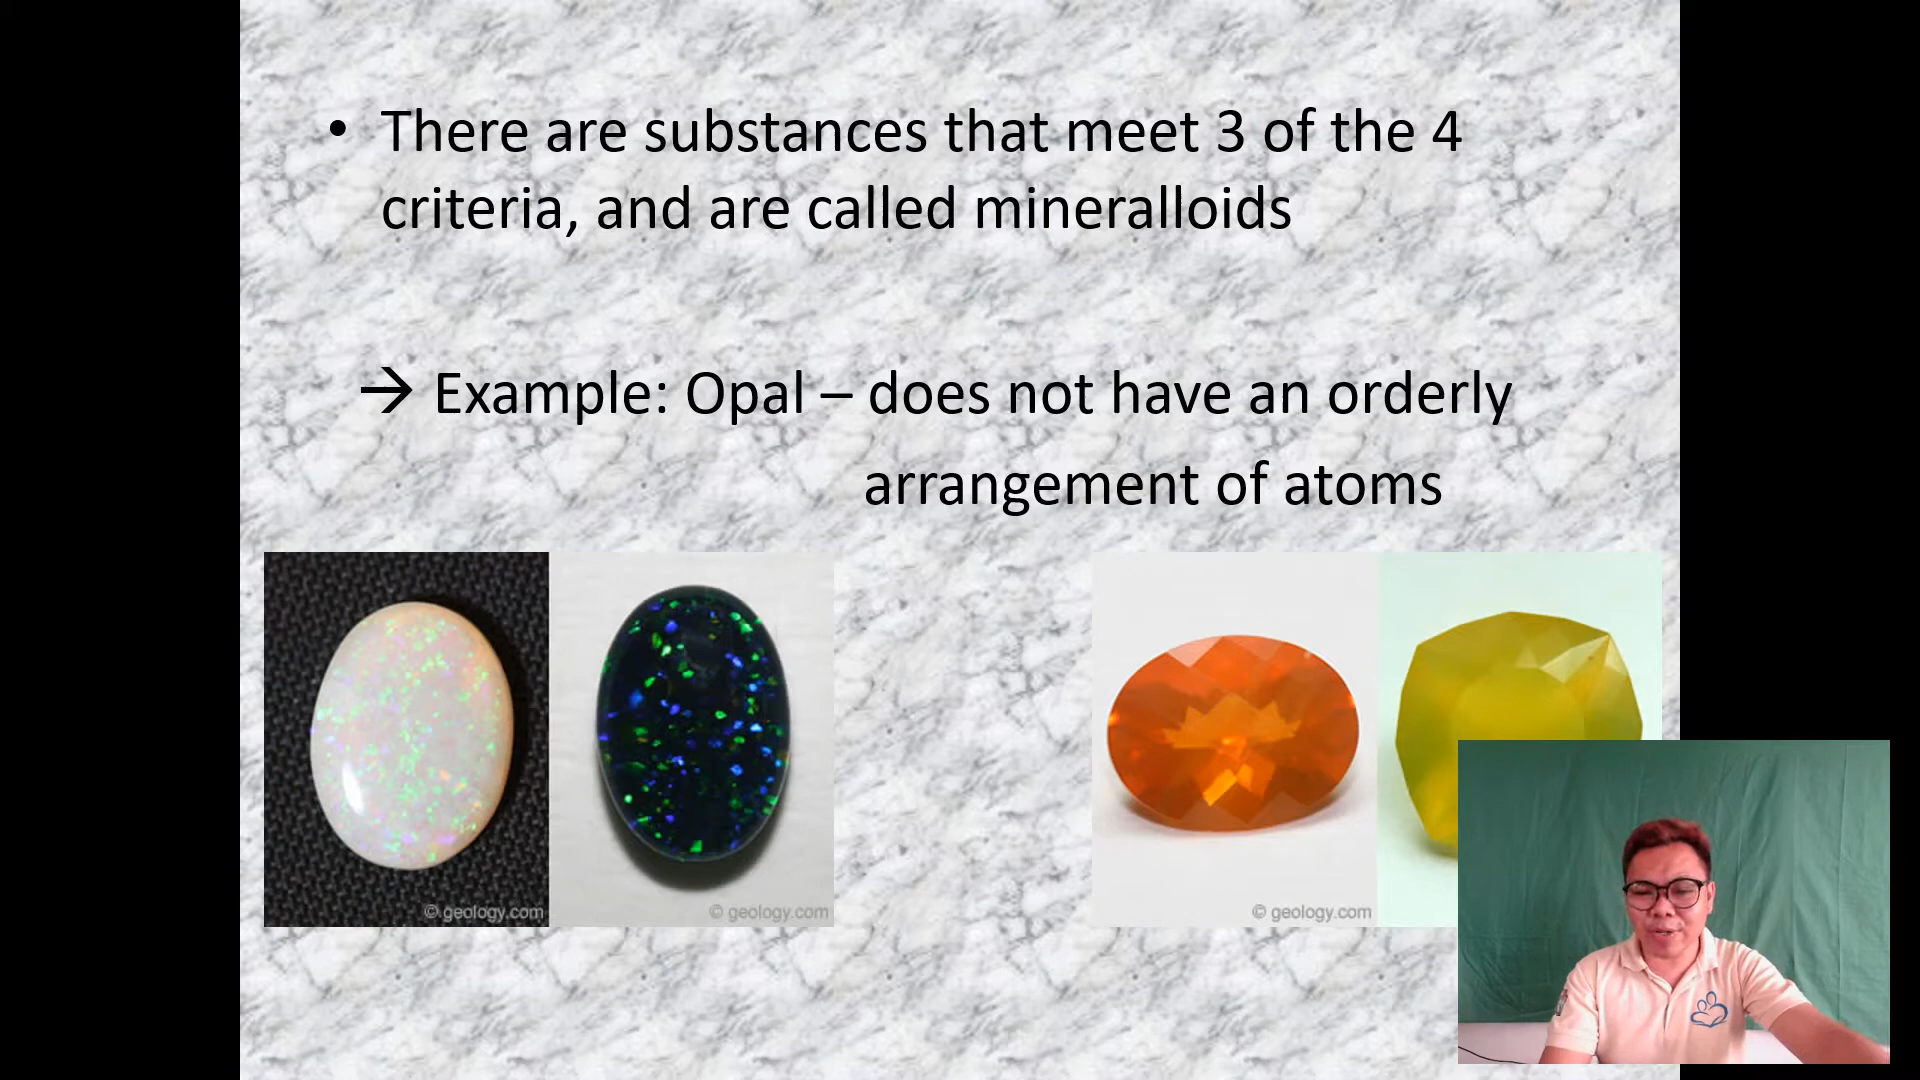 • There are substances that meet 3 of the 4
criteria, and are called mineralloids
→ Example: Opal – does not have an orderly
arrangement of atoms
© geology.com
© geology.com
© geology.com